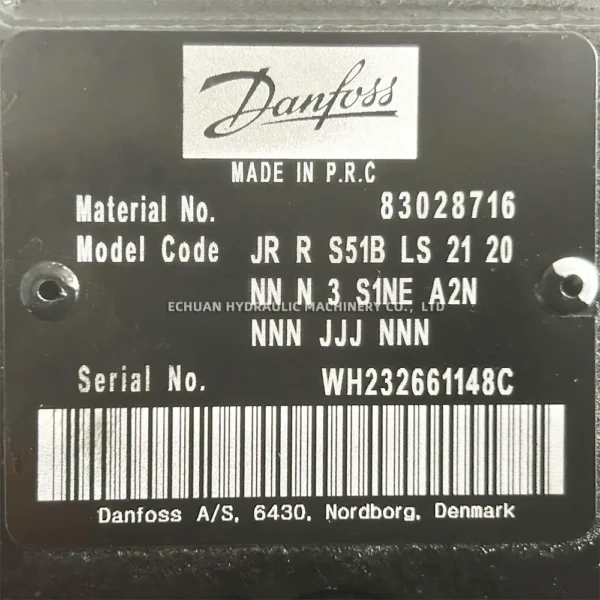 Danfoss
MADE IN P.R.C
Material No. 83028716
Model Code JR R S51B LS 21 20
NN N 3 S1NE A2N
ECHUAN HYDRAULIC MACHINERY CO., LTD
NNN JJJ NNN
Serial No. WH232661148C
Danfoss A/S, 6430, Nordborg, Denmark